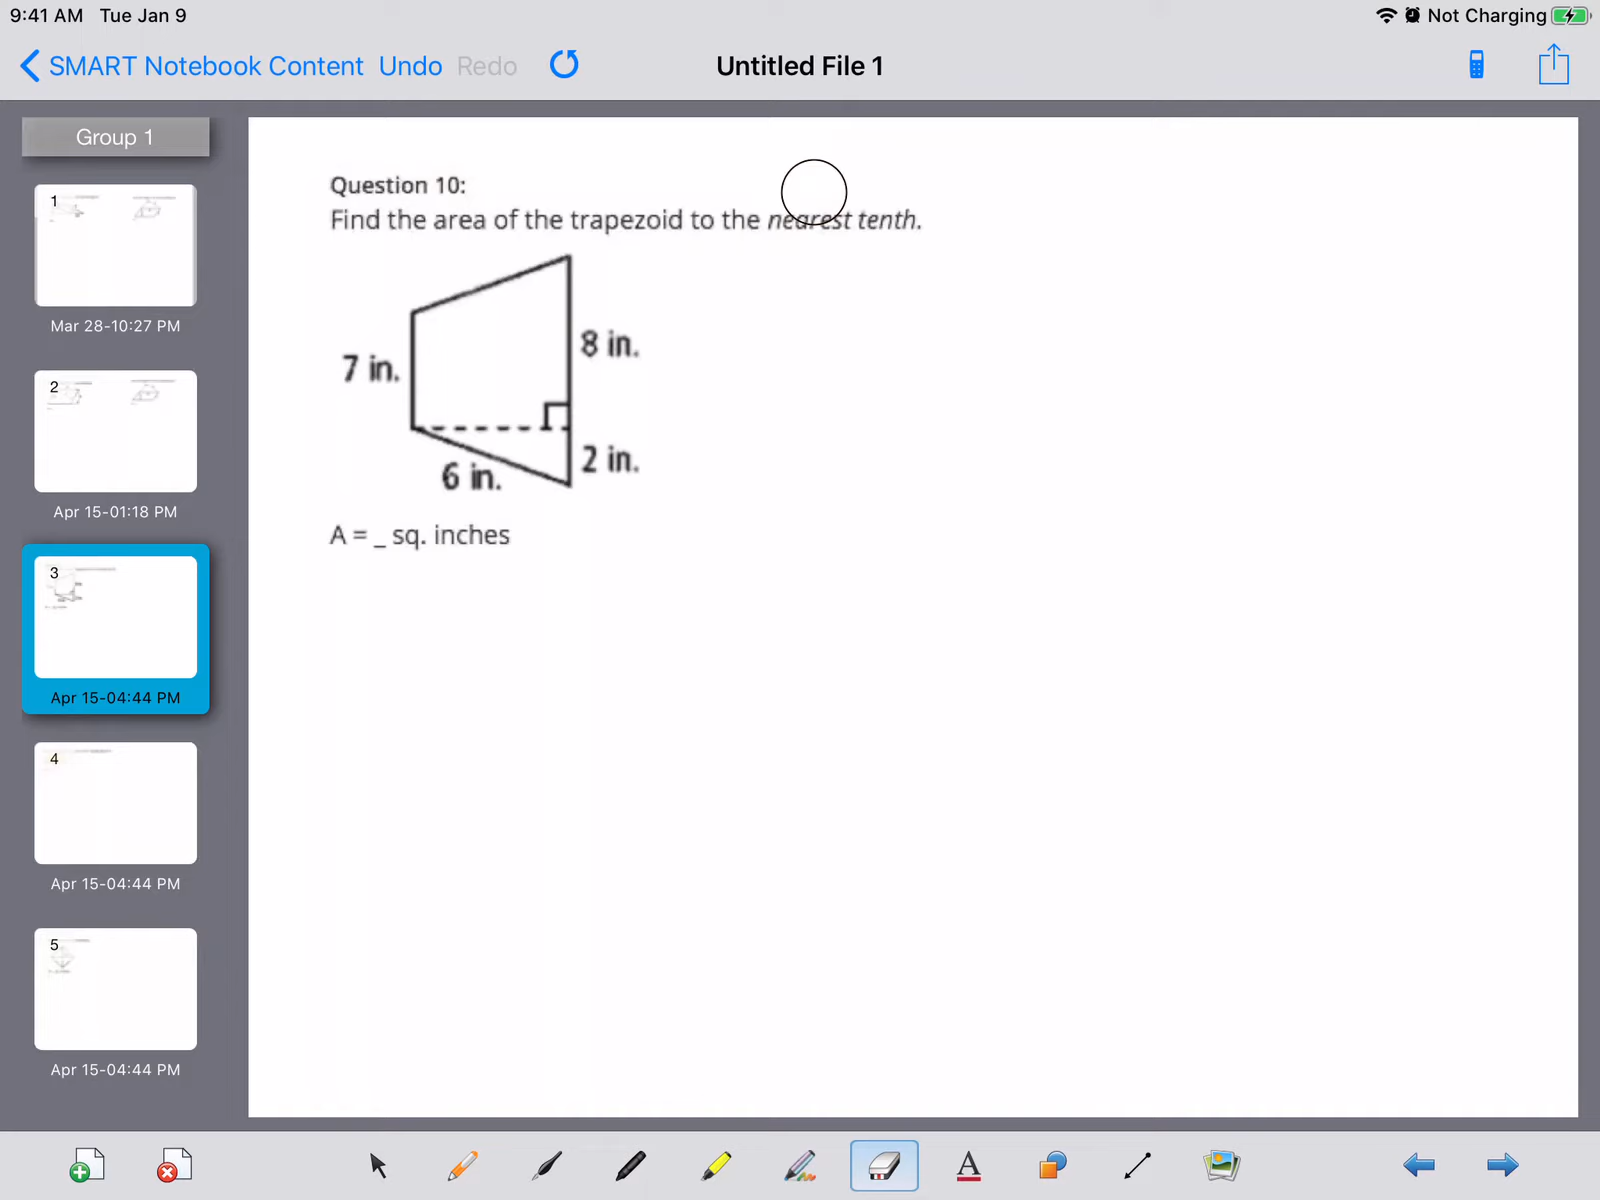 9:41 AM Tue Jan 9
Not Charging
SMART Notebook Content Undo Redo
Untitled File 1
Group 1
1
Mar 28-10:27 PM
2
Apr 15-01:18 PM
3
Apr 15-04:44 PM
4
Apr 15-04:44 PM
5
Apr 15-04:44 PM
Question 10:
Find the area of the trapezoid to the nearest tenth.
8 in.
7 in.
2 in.
6 in.
A = _ sq. inches
A